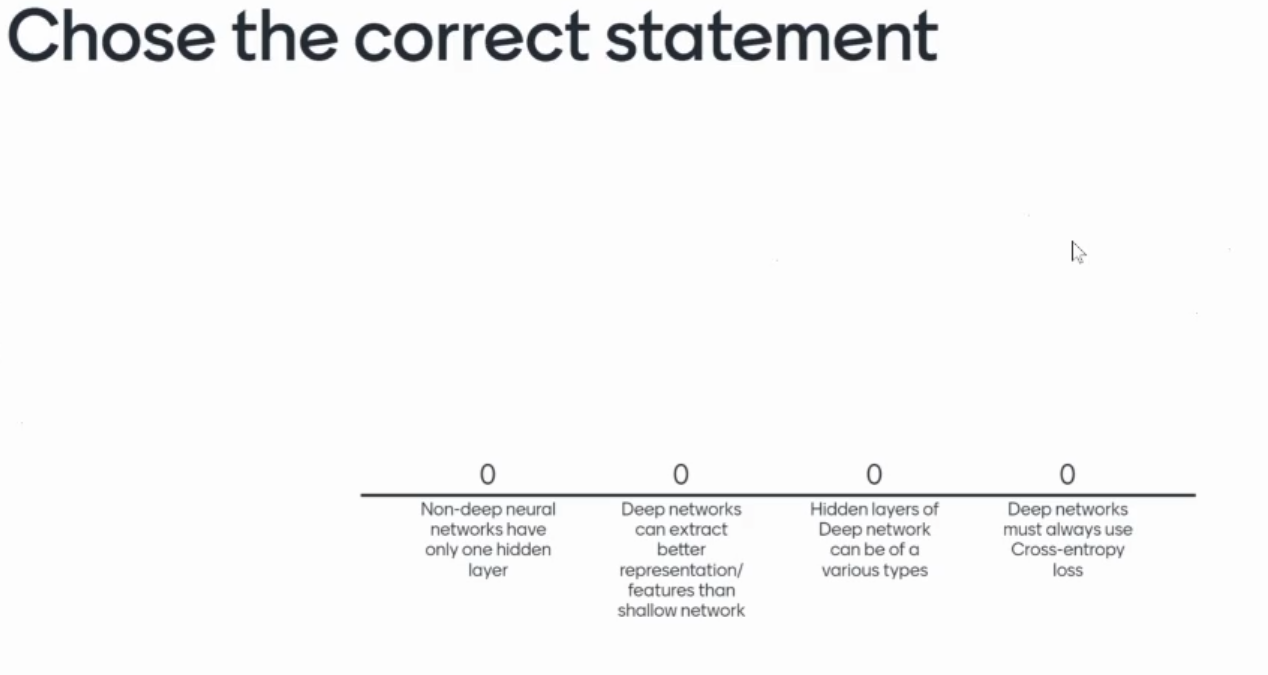 Chose the correct statement
0
0
0
0
Non-deep neural
networks have
only one hidden
layer
Deep networks
can extract
better
representation/
features than
shallow network
Hidden layers of
Deep network
can be of a
various types
Deep networks
must always use
Cross-entropy
loss